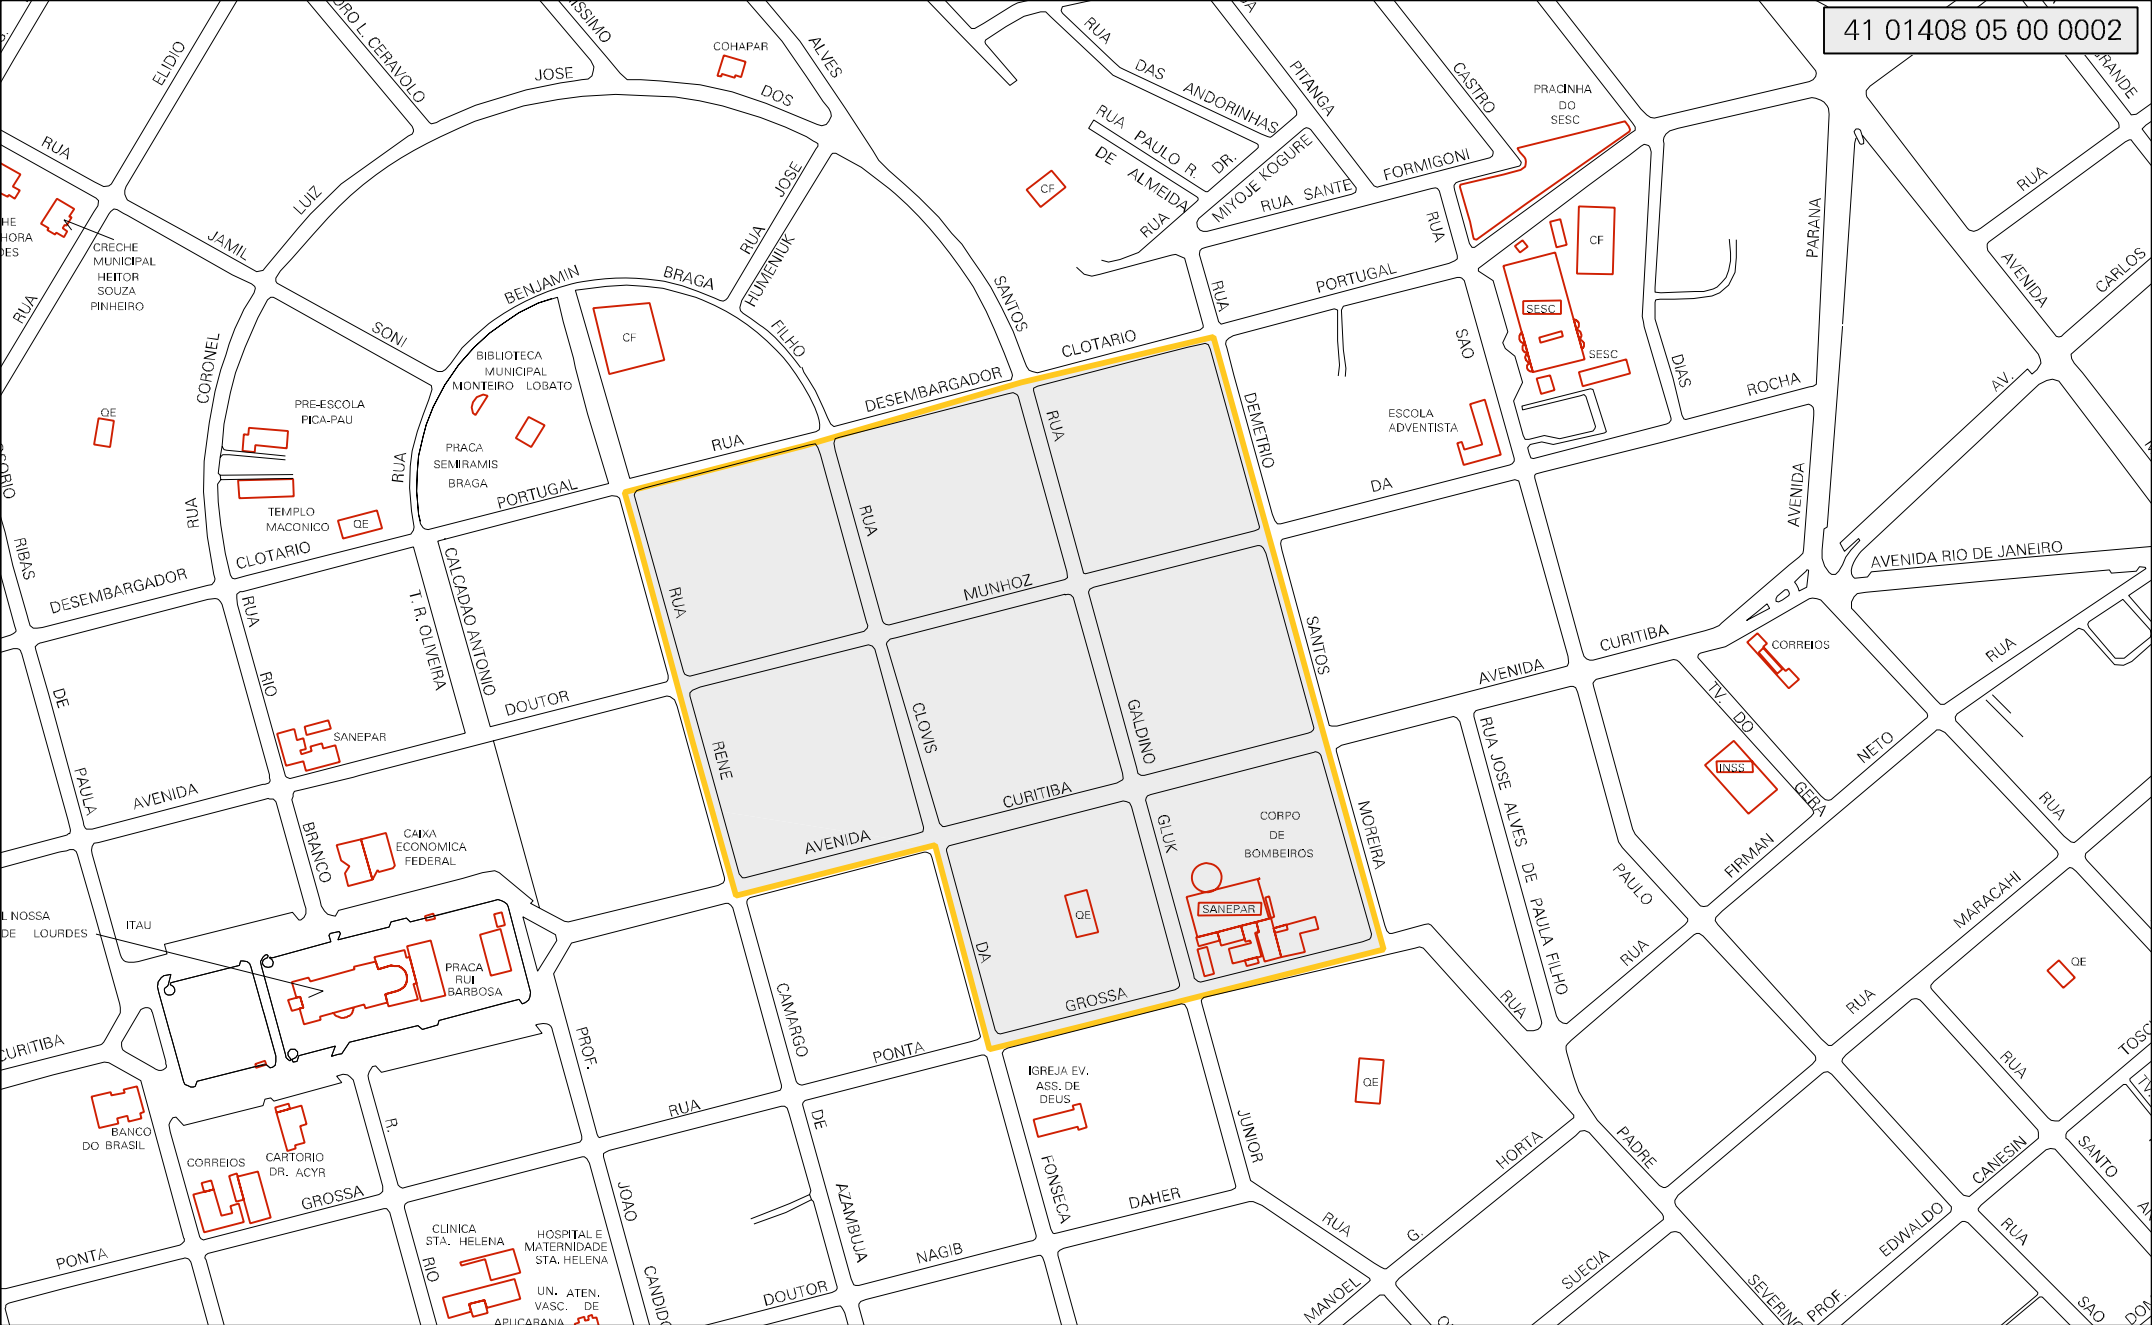 41 01408 05 00 0002
ELIDIO
DRO L. CERAVOLO
ISSIMO
JOSE
COHAPAR
DOS
ALVES
RUA
DAS
ANDORINHAS
PITANGA
CASTRO
PRACINHA
DO
SESC
RANDE
RUA
LUIZ
JAMIL
RUA
CRECHE
MUNICIPAL
HEITOR
SOUZA
PINHEIRO
HE
HORA
DES
SONI
BENJAMIN
BRAGA
RUA
JOSE
HUMENIUK
FILHO
CF
RUA PAULO R. DR.
DE ALMEIDA
RUA
MIYOJE KOGURE
RUA SANTE
FORMIGONI
RUA
PORTUGAL
SANTOS
RUA
CLOTARIO
SAO
SESC
CF
SESC
DIAS
ROCHA
PARANA
AVENIDA
CARLOS
RUA
AV.
CORONEL
RUA
PRE-ESCOLA
PICA-PAU
QE
BIBLIOTECA
MUNICIPAL
MONTEIRO LOBATO
CF
PRACA
SEMIRAMIS
BRAGA
RUA
PORTUGAL
RUA
DESEMBARGADOR
RUA
DEMETRIO
ESCOLA
ADVENTISTA
DA
AVENIDA
AVENIDA RIO DE JANEIRO
TEMPLO
MACONICO
QE
CLOTARIO
DESEMBARGADOR
RIBAS
RUA
T. R. OLIVEIRA
CALCADAO ANTONIO
RUA
RUA
MUNHOZ
SANTOS
CURITIBA
AVENIDA
CORREIOS
RUA
DE
RIO
SANEPAR
DOUTOR
RENE
CLOVIS
GALDINO
TV. DO
GERA
NETO
INSS
PAULA
AVENIDA
BRANCO
CAIXA
ECONOMICA
FEDERAL
AVENIDA
CURITIBA
GLUK
CORPO
DE
BOMBEIROS
MOREIRA
RUA JOSE ALVES DE PAULA FILHO
PAULO
FIRMAN
RUA
MARACAHI
RUA
L NOSSA
DE LOURDES
ITAU
PRACA
RUI
BARBOSA
DA
QE
SANEPAR
GROSSA
RUA
RUA
QE
RUA
TOSC
CURITIBA
BANCO
DO BRASIL
CARTORIO
DR. ACYR
CORREIOS
GROSSA
PONTA
R.
RIO
PROF.
CAMARGO
PONTA
RUA
DE
AZAMBUJA
JOAO
CANDIDO
IGREJA EV.
ASS. DE
DEUS
QE
JUNIOR
FONSECA
DAHER
NAGIB
DOUTOR
CLINICA
STA. HELENA
HOSPITAL E
MATERNIDADE
STA. HELENA
UN. ATEN.
VASC. DE
APUCARANA
RUA
G.
HORTA
PADRE
MANOEL
SUECIA
SEVERINO
PROF.
EDWALDO
CANESIN
SANTO
RUA
SAO